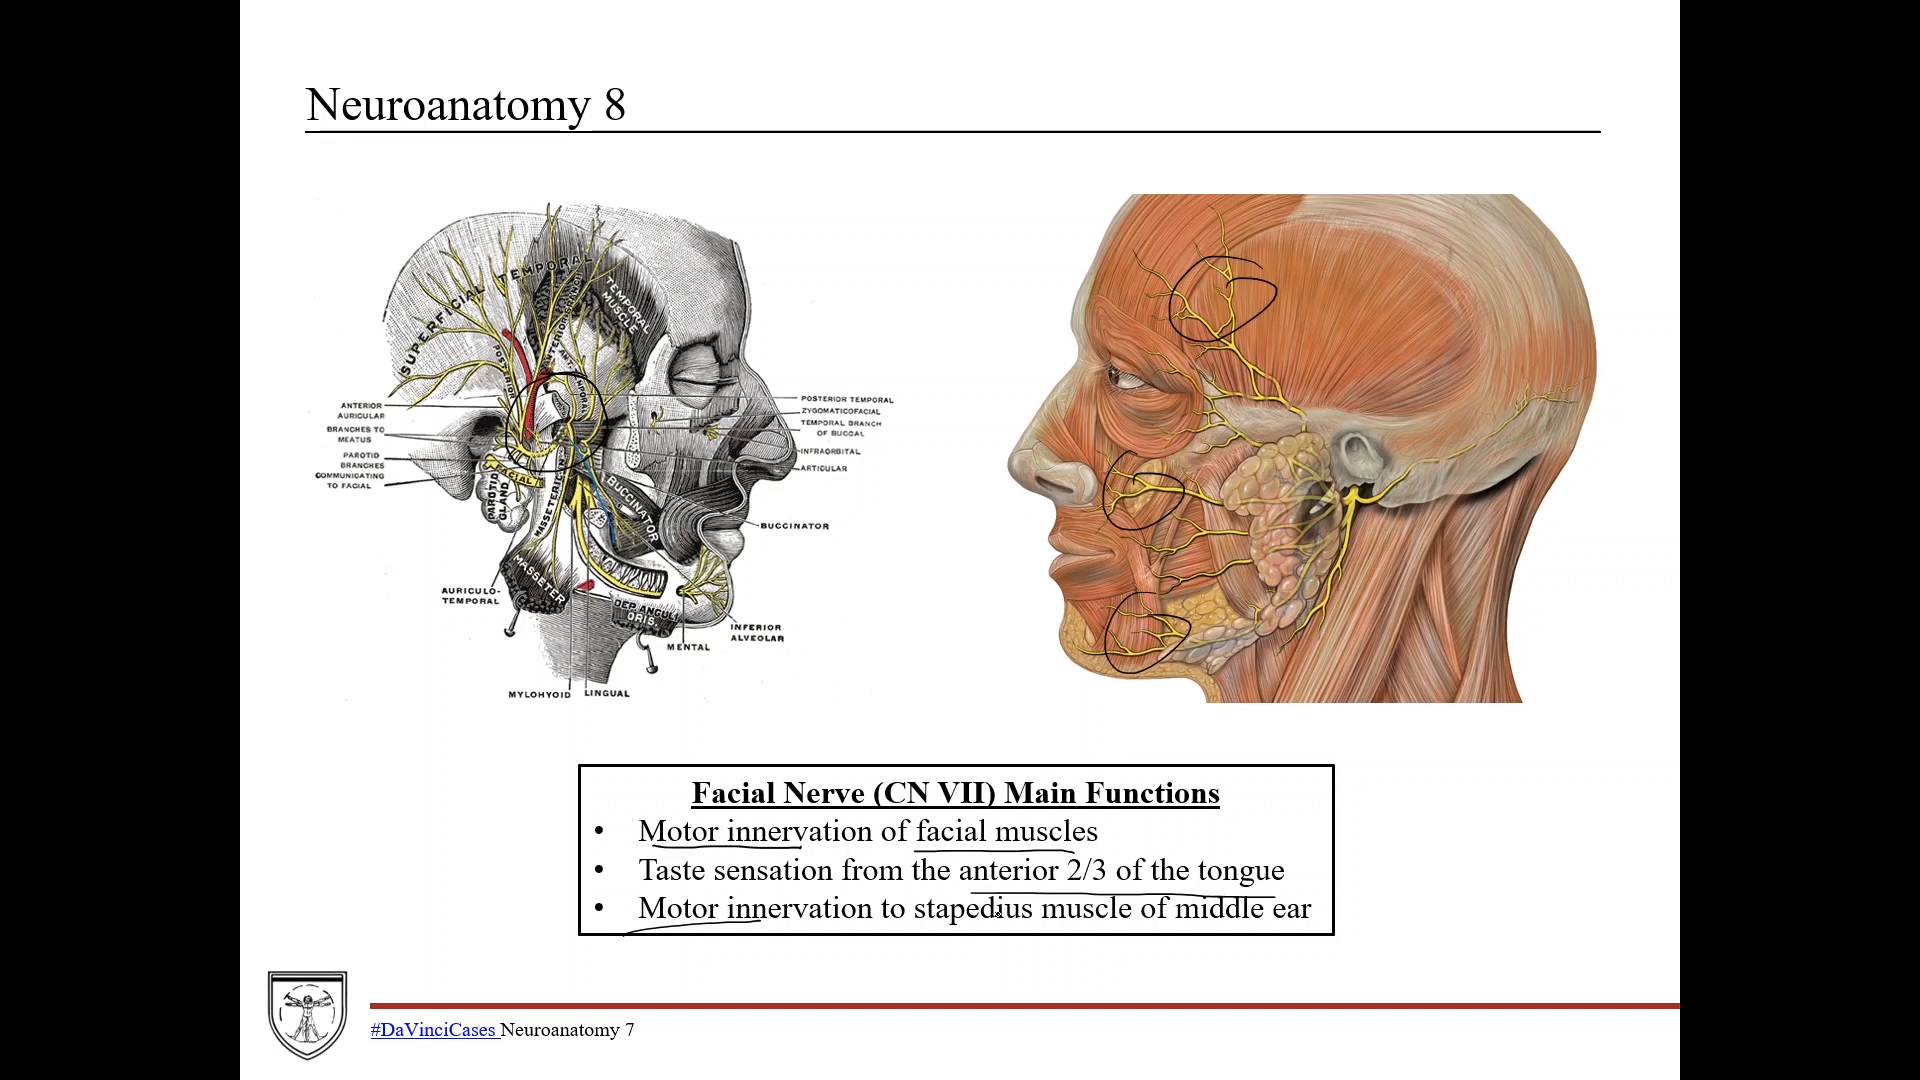 Neuroanatomy 8
SUPERFICIAL TEMPORAL
TEMPORAL
MUSCLE
POSTERIOR
ANTERIOR
AURICULAR
BRANCHES TO
MEATUS
PAROTID
BRANCHES
COMMUNICATING
TO FACIAL
FACIAL
PAROTID
GLAND
MASSETERIC
BUCCINATOR
MASSETER
AURICULO-
TEMPORAL
DEP. ANGULI
ORIS.
MENTAL
MYLOHYOID
LINGUAL
POSTERIOR TEMPORAL
ZYGOMATICOFACIAL
TEMPORAL BRANCH
OF BUCCAL
INFRAORBITAL
ARTICULAR
BUCCINATOR
INFERIOR
ALVEOLAR
Facial Nerve (CN VII) Main Functions
• Motor innervation of facial muscles
• Taste sensation from the anterior 2/3 of the tongue
• Motor innervation to stapedius muscle of middle ear
#DaVinciCases Neuroanatomy 7